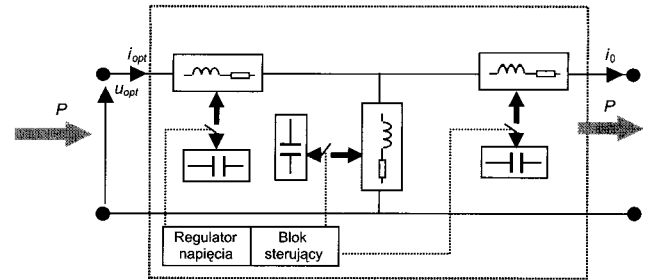 i_opt
i_0
u_opt
P
P
Regulator napięcia
Blok sterujący